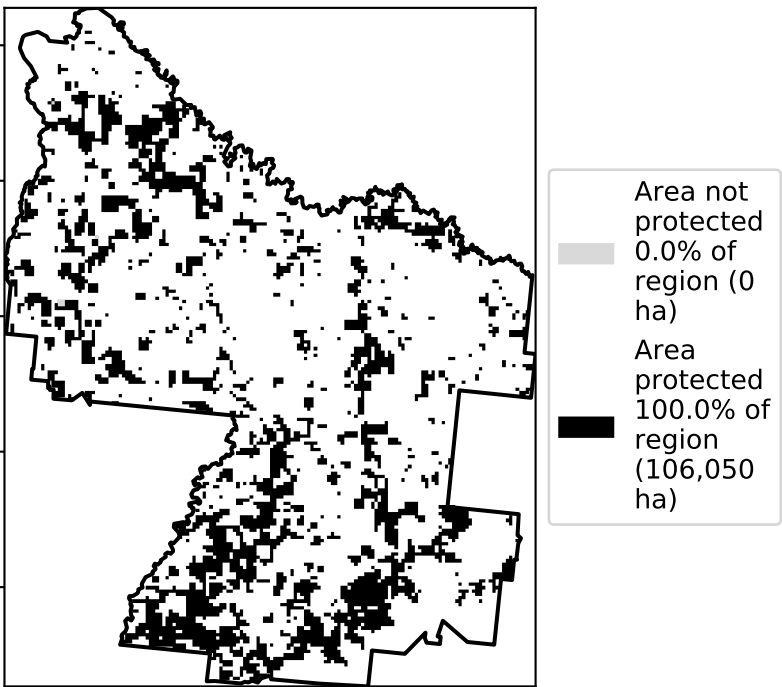 Area not
protected
0.0% of
region (0
ha)
Area
protected
100.0% of
region
(106,050
ha)